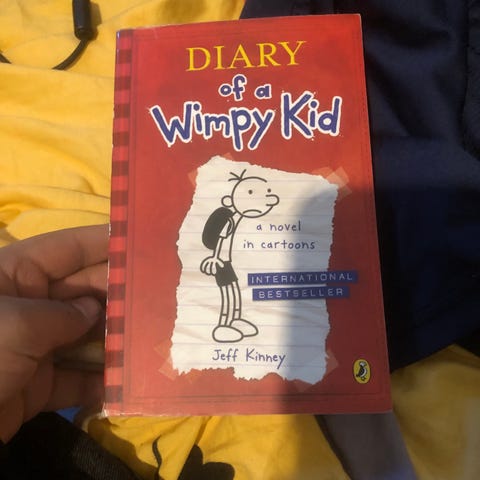 DIARY
of a
Wimpy Kid
a novel
in cartoons
INTERNATIONAL
BESTSELLER
Jeff Kinney